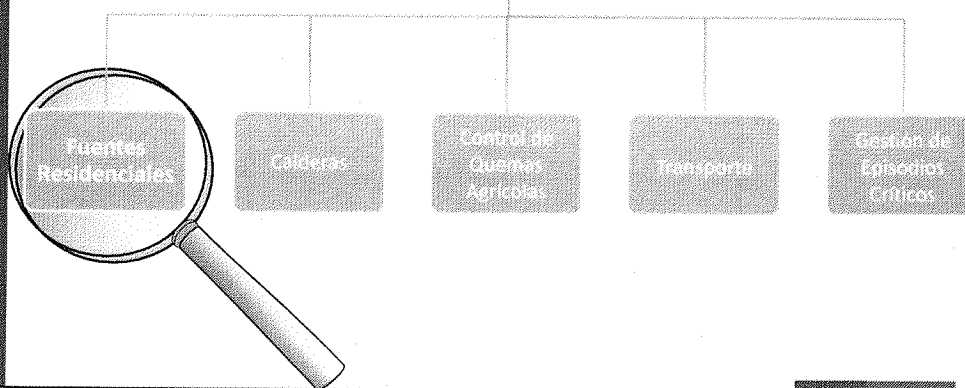 Fuentes
Residenciales
Calderas
Control de
Quemas
Agrícolas
Transporte
Gestión de
Episodios
Críticos